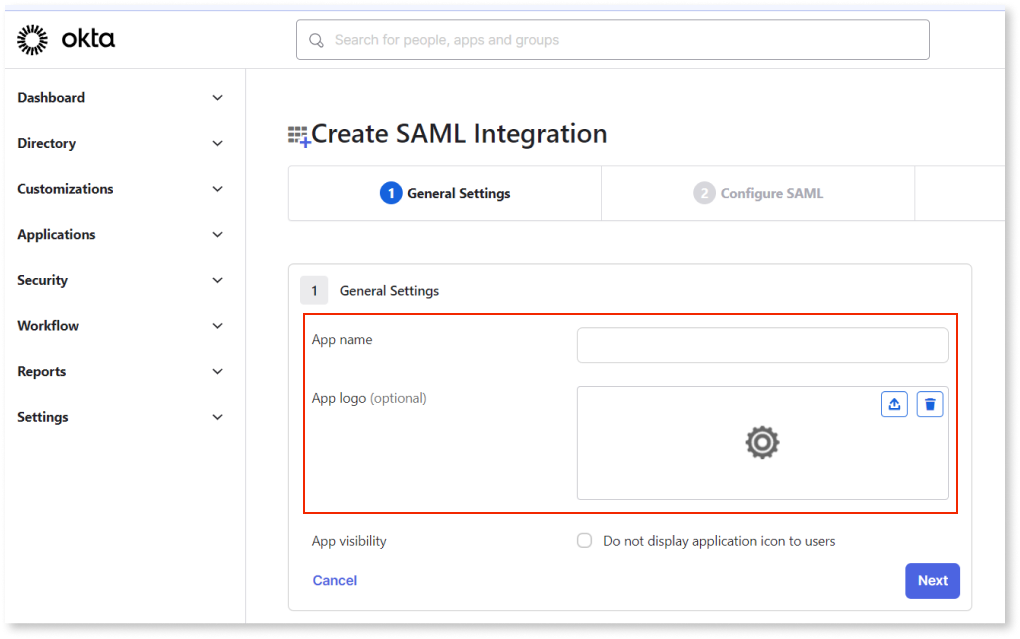 okta
Search for people, apps and groups
Dashboard
Directory
Customizations
Applications
Security
Workflow
Reports
Settings
Create SAML Integration
1 General Settings
2 Configure SAML
1 General Settings
App name
App logo (optional)
App visibility
Do not display application icon to users
Cancel
Next